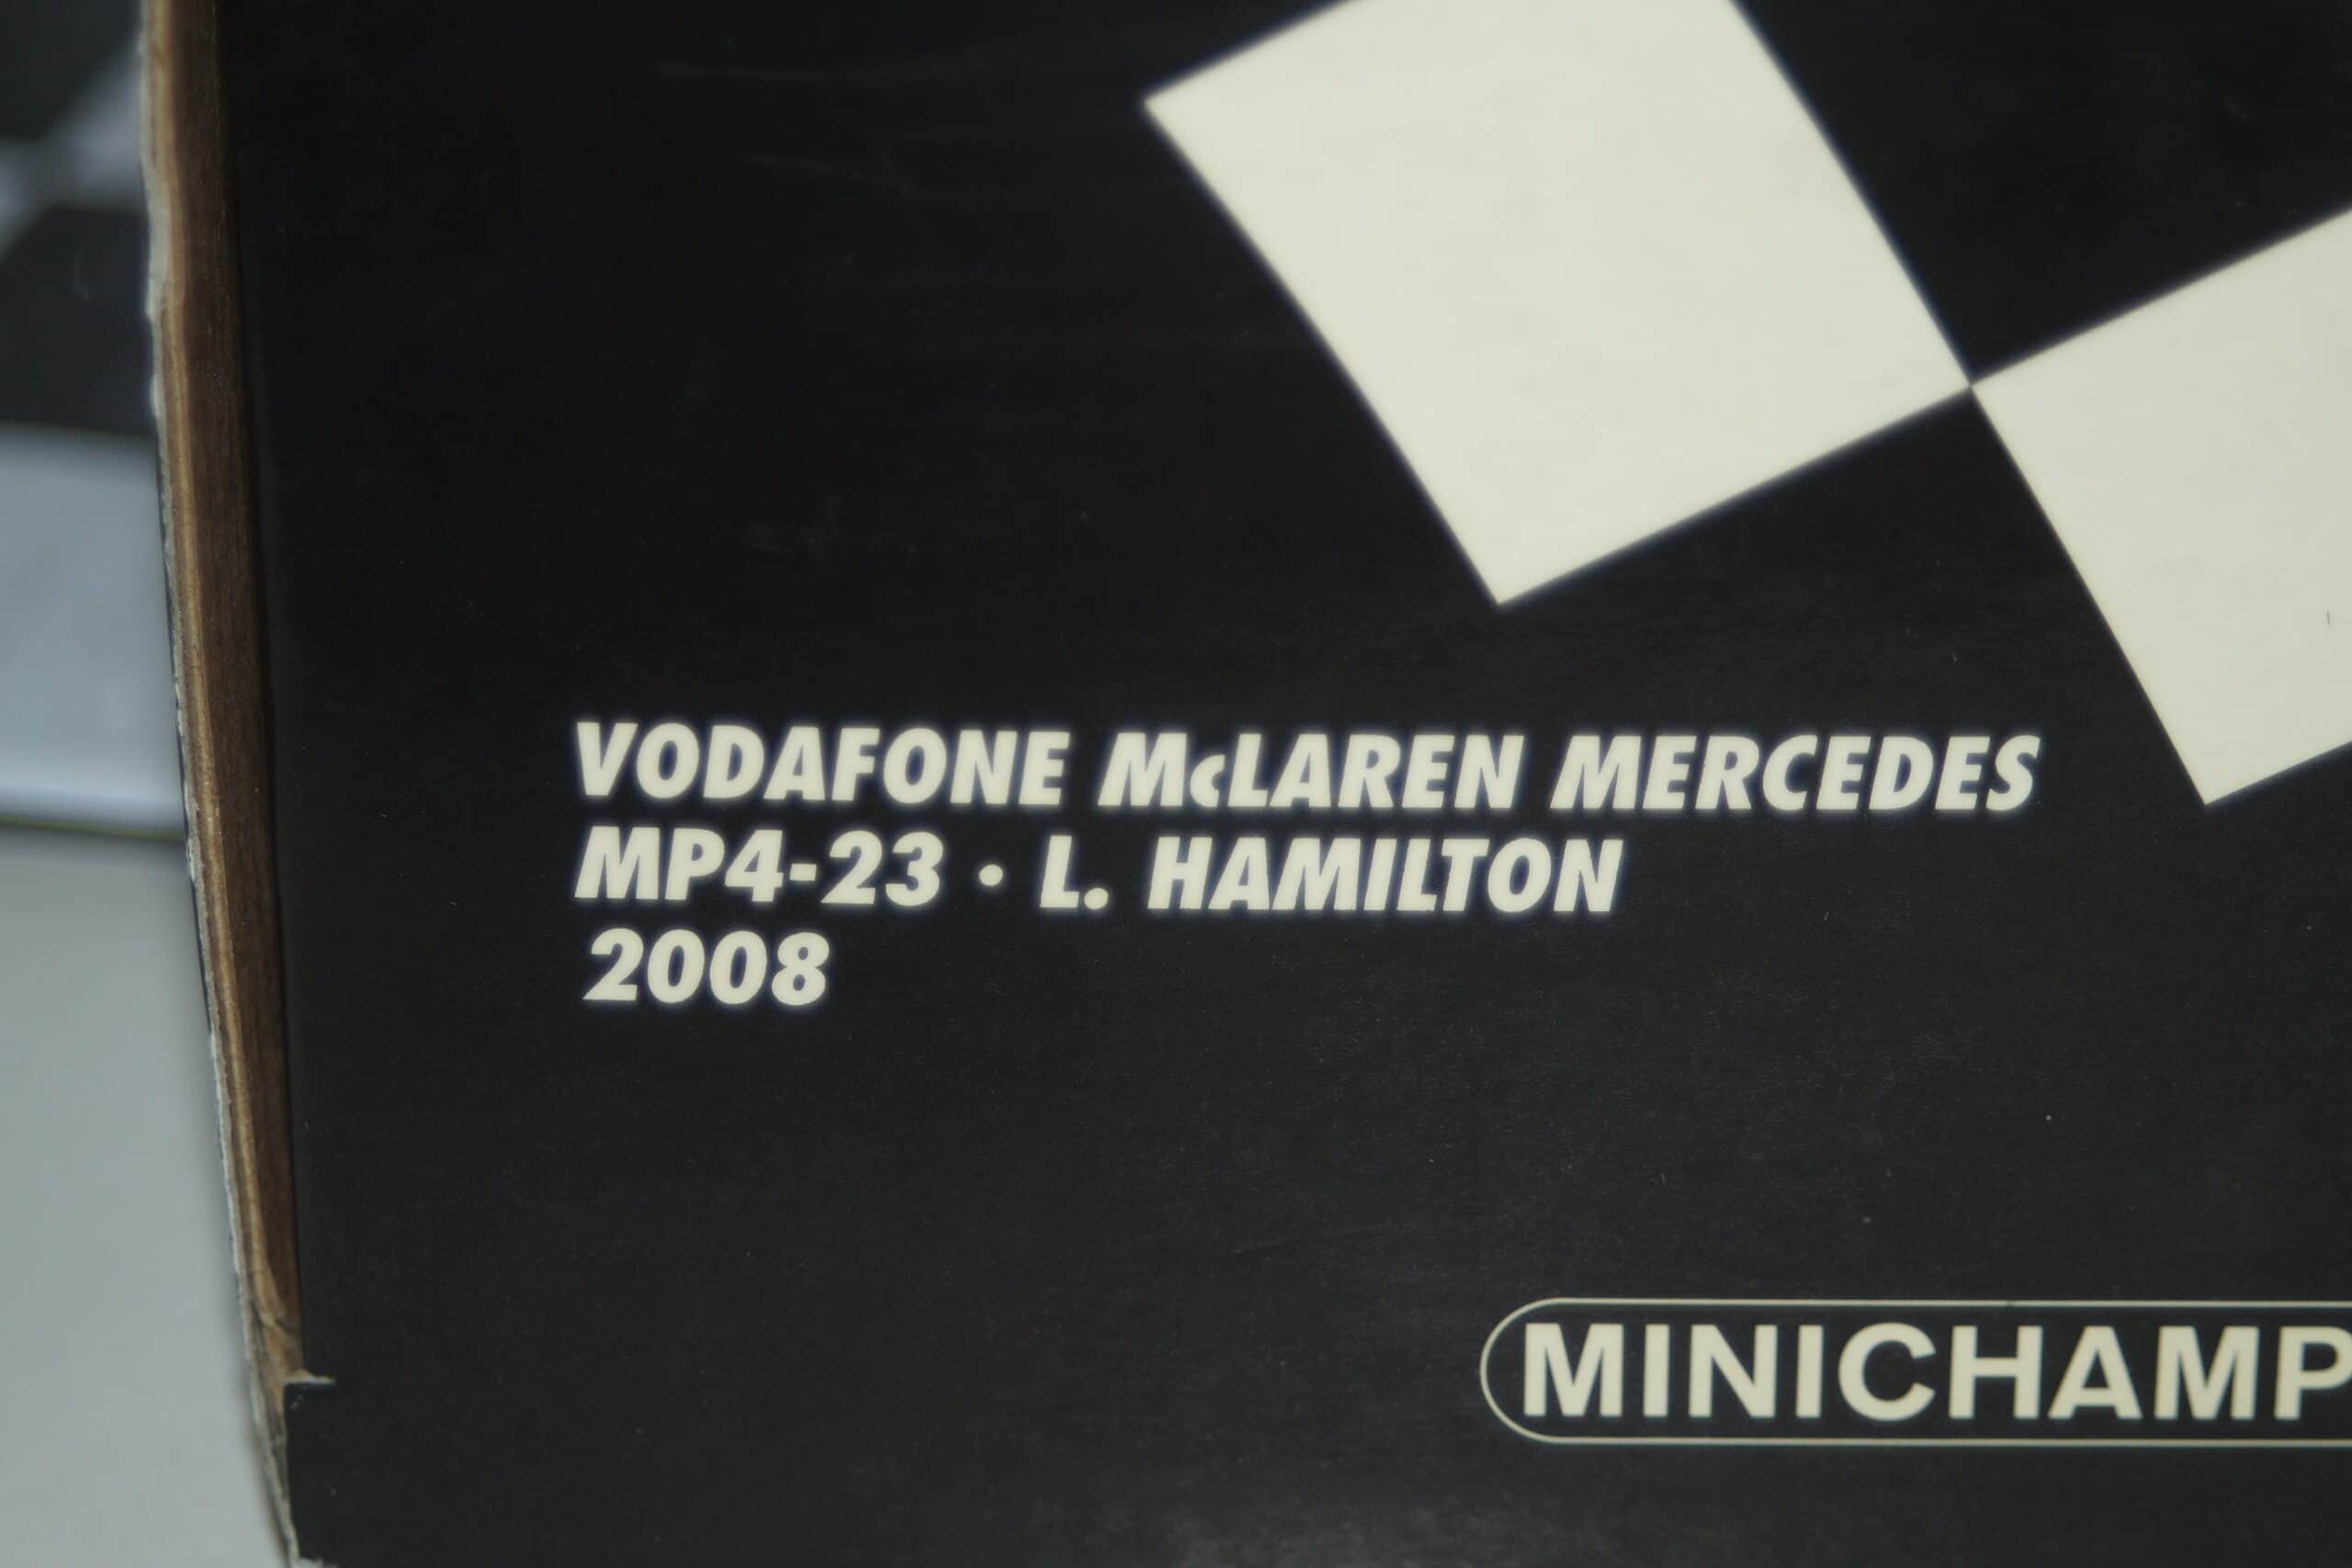 VODAFONE McLAREN MERCEDES
MP4-23 • L. HAMILTON
2008
MINICHAMP